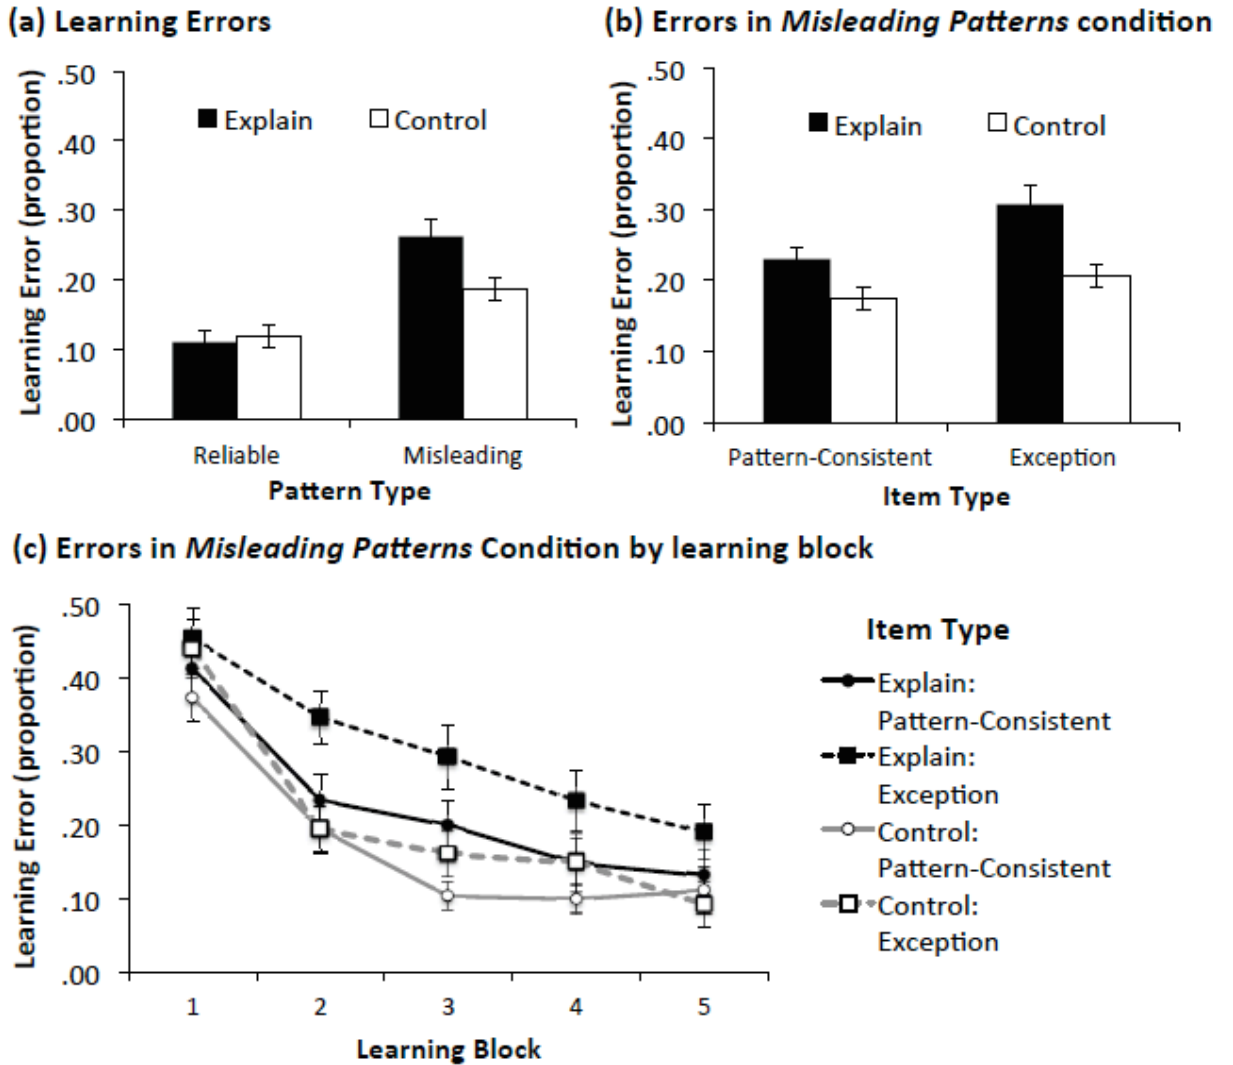 (a) Learning Errors
Learning Error (proportion)
.50
.40
.30
.20
.10
.00
Explain
Control
Reliable
Misleading
Pattern Type
(b) Errors in Misleading Patterns condition
Learning Error (proportion)
.50
.40
.30
.20
.10
.00
Explain
Control
Pattern-Consistent
Exception
Item Type
(c) Errors in Misleading Patterns Condition by learning block
Learning Error (proportion)
.50
.40
.30
.20
.10
.00
1
2
3
4
5
Learning Block
Item Type
Explain:
Pattern-Consistent
Explain:
Exception
Control:
Pattern-Consistent
Control:
Exception